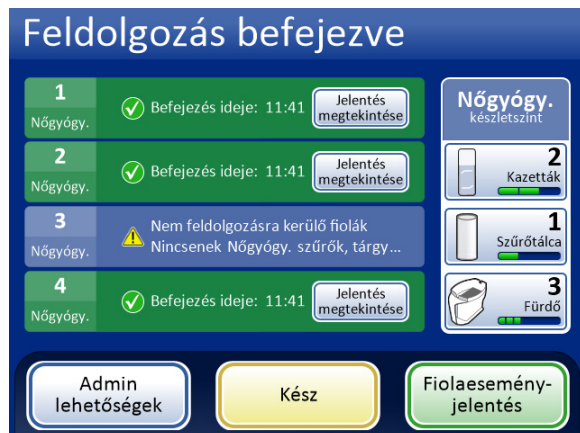 Feldolgozás befejezve
1
Nőgyógy.
Befejezés ideje: 11:41
Jelentés
megtekintése
2
Nőgyógy.
Befejezés ideje: 11:41
Jelentés
megtekintése
3
Nőgyógy.
Nem feldolgozásra kerülő fiolák
Nincsenek Nőgyógy. szűrők, tárgy...
4
Nőgyógy.
Befejezés ideje: 11:41
Jelentés
megtekintése
Nőgyógy.
készletszint
2
Kazetták
1
Szűrőtálca
3
Fürdő
Admin
lehetőségek
Kész
Fiolaesemény-
jelentés